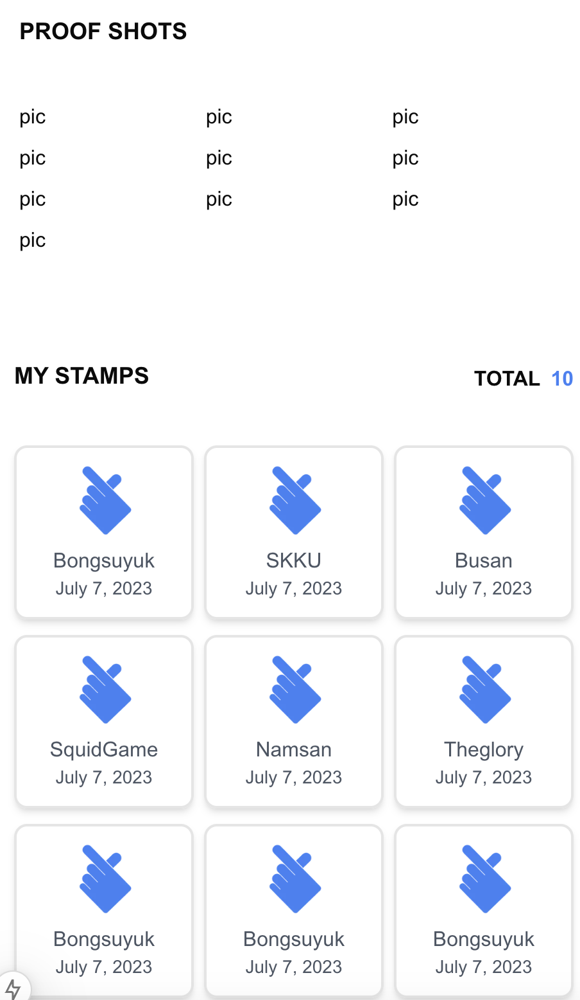 PROOF SHOTS
pic pic pic
pic pic pic
pic pic pic
pic
MY STAMPS TOTAL 10
Bongsuyuk SKKU Busan
July 7, 2023 July 7, 2023 July 7, 2023
SquidGame Namsan Theglory
July 7, 2023 July 7, 2023 July 7, 2023
Bongsuyuk Bongsuyuk Bongsuyuk
July 7, 2023 July 7, 2023 July 7, 2023